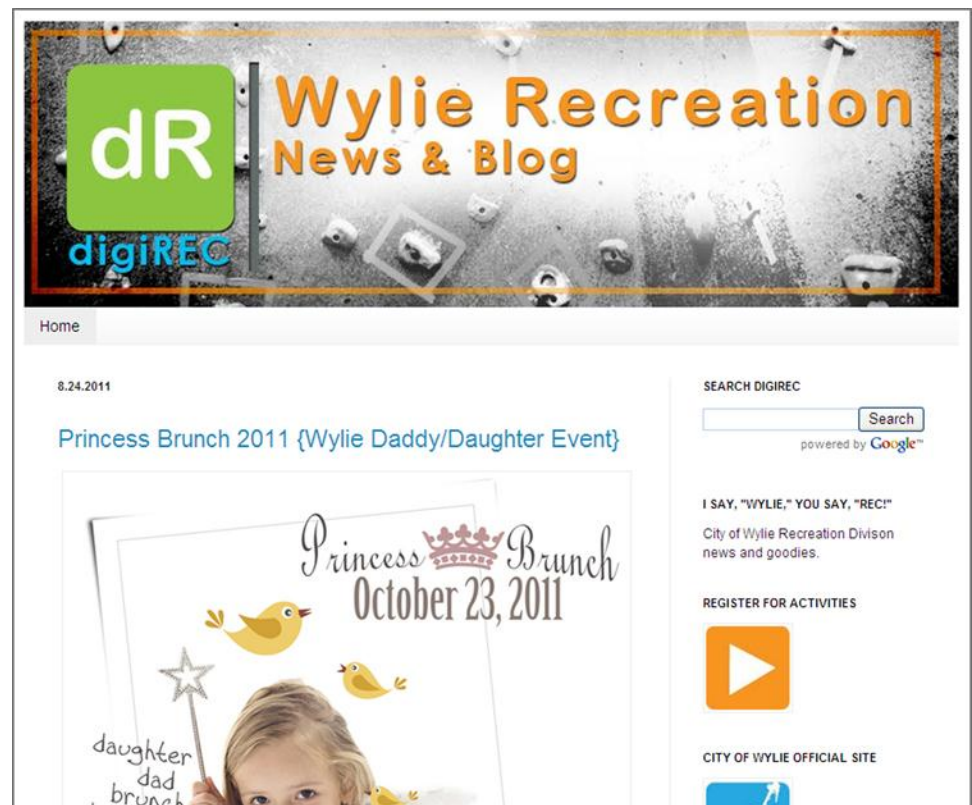 dR
digiREC
Wylie Recreation
News & Blog
Home
8.24.2011
Princess Brunch 2011 {Wylie Daddy/Daughter Event}
Princess Brunch
October 23, 2011
daughter
dad
brunch
SEARCH DIGIREC
Search
powered by Google™
I SAY, "WYLIE," YOU SAY, "REC!"
City of Wylie Recreation Divison
news and goodies.
REGISTER FOR ACTIVITIES
CITY OF WYLIE OFFICIAL SITE